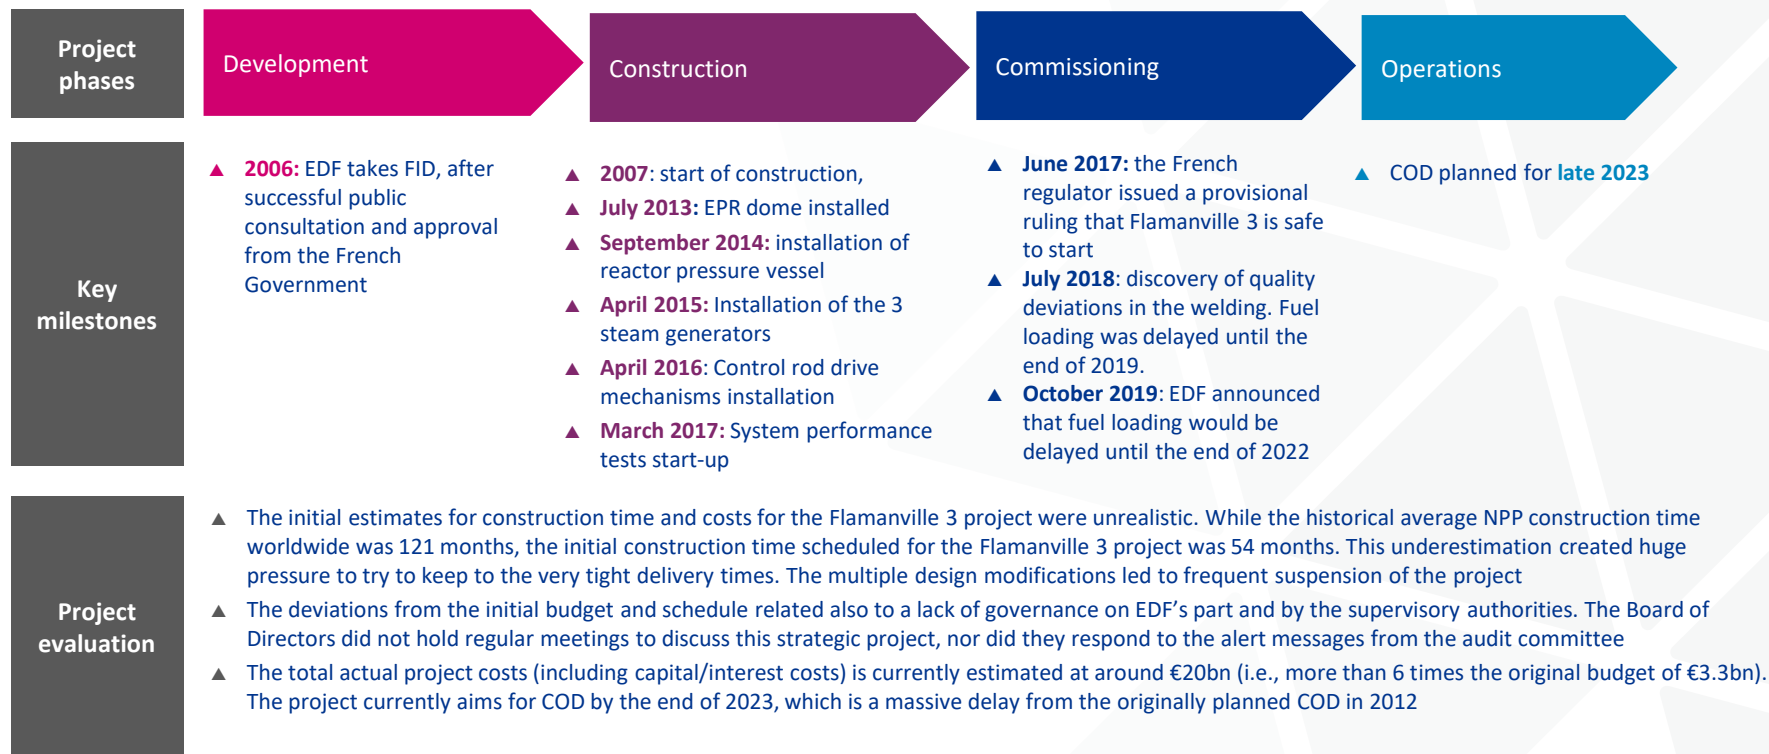 Project
phases
Development
Construction
Commissioning
Operations
Key
milestones
▲ 2006: EDF takes FID, after
successful public
consultation and approval
from the French
Government
▲ 2007: start of construction,
▲ July 2013: EPR dome installed
▲ September 2014: installation of
reactor pressure vessel
▲ April 2015: Installation of the 3
steam generators
▲ April 2016: Control rod drive
mechanisms installation
▲ March 2017: System performance
tests start-up
▲ June 2017: the French
regulator issued a provisional
ruling that Flamanville 3 is safe
to start
▲ July 2018: discovery of quality
deviations in the welding. Fuel
loading was delayed until the
end of 2019.
▲ October 2019: EDF announced
that fuel loading would be
delayed until the end of 2022
▲ COD planned for late 2023
Project
evaluation
▲ The initial estimates for construction time and costs for the Flamanville 3 project were unrealistic. While the historical average NPP construction time
worldwide was 121 months, the initial construction time scheduled for the Flamanville 3 project was 54 months. This underestimation created huge
pressure to try to keep to the very tight delivery times. The multiple design modifications led to frequent suspension of the project
▲ The deviations from the initial budget and schedule related also to a lack of governance on EDF's part and by the supervisory authorities. The Board of
Directors did not hold regular meetings to discuss this strategic project, nor did they respond to the alert messages from the audit committee
▲ The total actual project costs (including capital/interest costs) is currently estimated at around €20bn (i.e., more than 6 times the original budget of €3.3bn).
The project currently aims for COD by the end of 2023, which is a massive delay from the originally planned COD in 2012